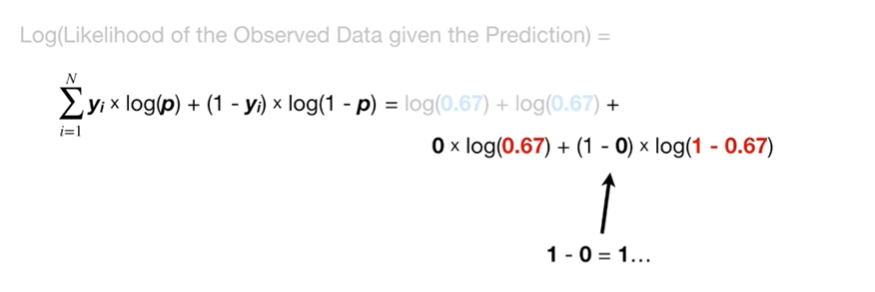 Log(Likelihood of the Observed Data given the Prediction) =
N
∑ yᵢ × log(p) + (1 - yᵢ) × log(1 - p) = log(0.67) + log(0.67) +
i=1
0 × log(0.67) + (1 - 0) × log(1 - 0.67)
1 - 0 = 1...